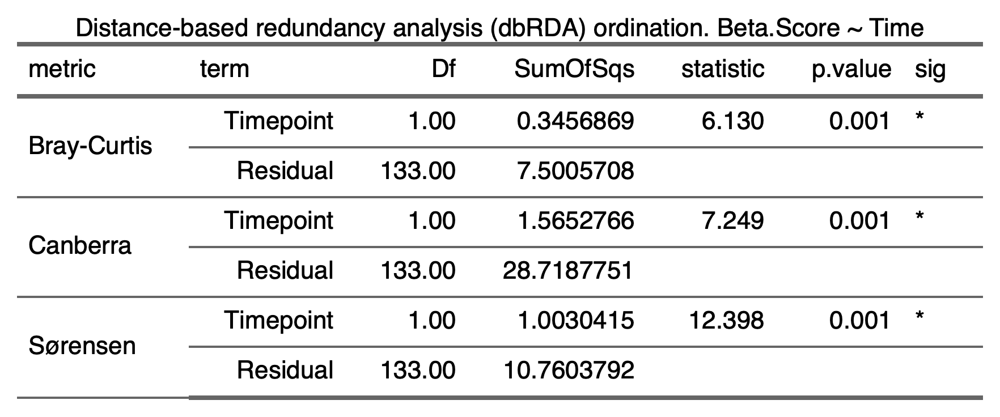 Distance-based redundancy analysis (dbRDA) ordination. Beta.Score ~ Time
metric term Df SumOfSqs statistic p.value sig
Bray-Curtis
Timepoint 1.00 0.3456869 6.130 0.001 *
Residual 133.00 7.5005708
Canberra
Timepoint 1.00 1.5652766 7.249 0.001 *
Residual 133.00 28.7187751
Sørensen
Timepoint 1.00 1.0030415 12.398 0.001 *
Residual 133.00 10.7603792